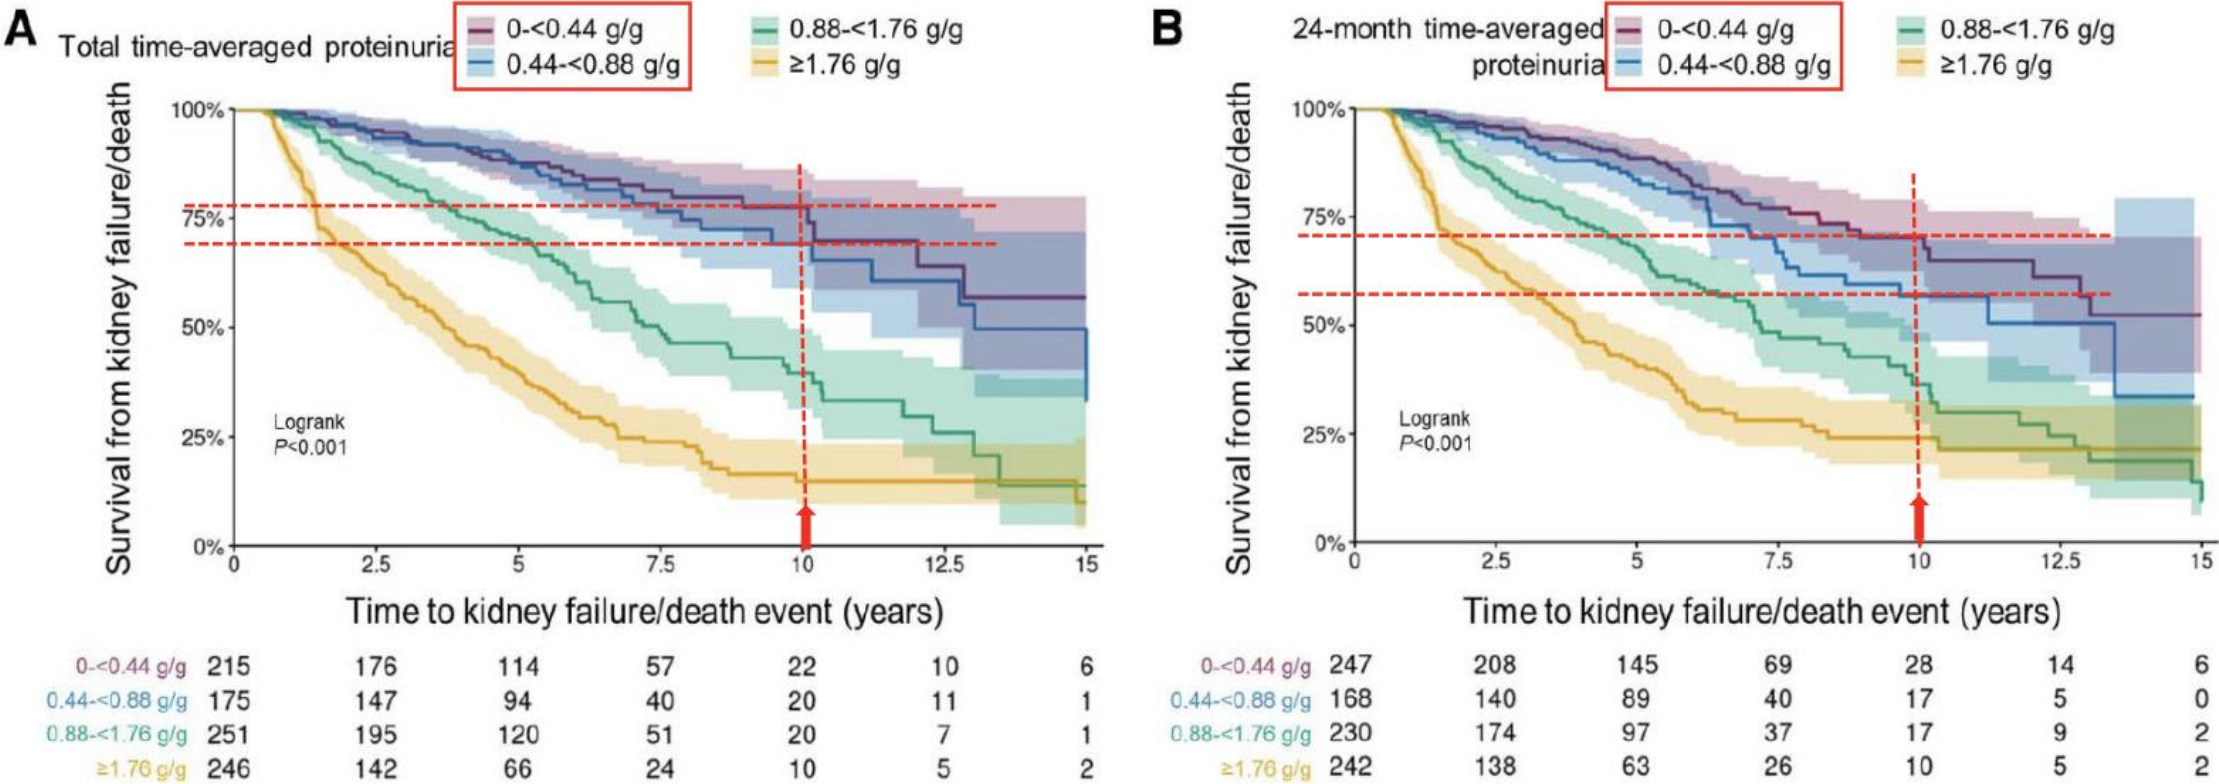 A
Total time-averaged proteinuria
0-<0.44 g/g
0.44-<0.88 g/g
0.88-<1.76 g/g
≥1.76 g/g
Survival from kidney failure/death
100%
75%
50%
25%
0%
Logrank
P<0.001
0 2.5 5 7.5 10 12.5 15
Time to kidney failure/death event (years)
0-<0.44 g/g 215 176 114 57 22 10 6
0.44-<0.88 g/g 175 147 94 40 20 11 1
0.88-<1.76 g/g 251 195 120 51 20 7 1
≥1.76 g/g 246 142 66 24 10 5 2
B
24-month time-averaged
proteinuria
0-<0.44 g/g
0.44-<0.88 g/g
0.88-<1.76 g/g
≥1.76 g/g
Survival from kidney failure/death
100%
75%
50%
25%
0%
Logrank
P<0.001
0 2.5 5 7.5 10 12.5 15
Time to kidney failure/death event (years)
0-<0.44 g/g 247 208 145 69 28 14 6
0.44-<0.88 g/g 168 140 89 40 17 5 0
0.88-<1.76 g/g 230 174 97 37 17 9 2
≥1.76 g/g 242 138 63 26 10 5 2